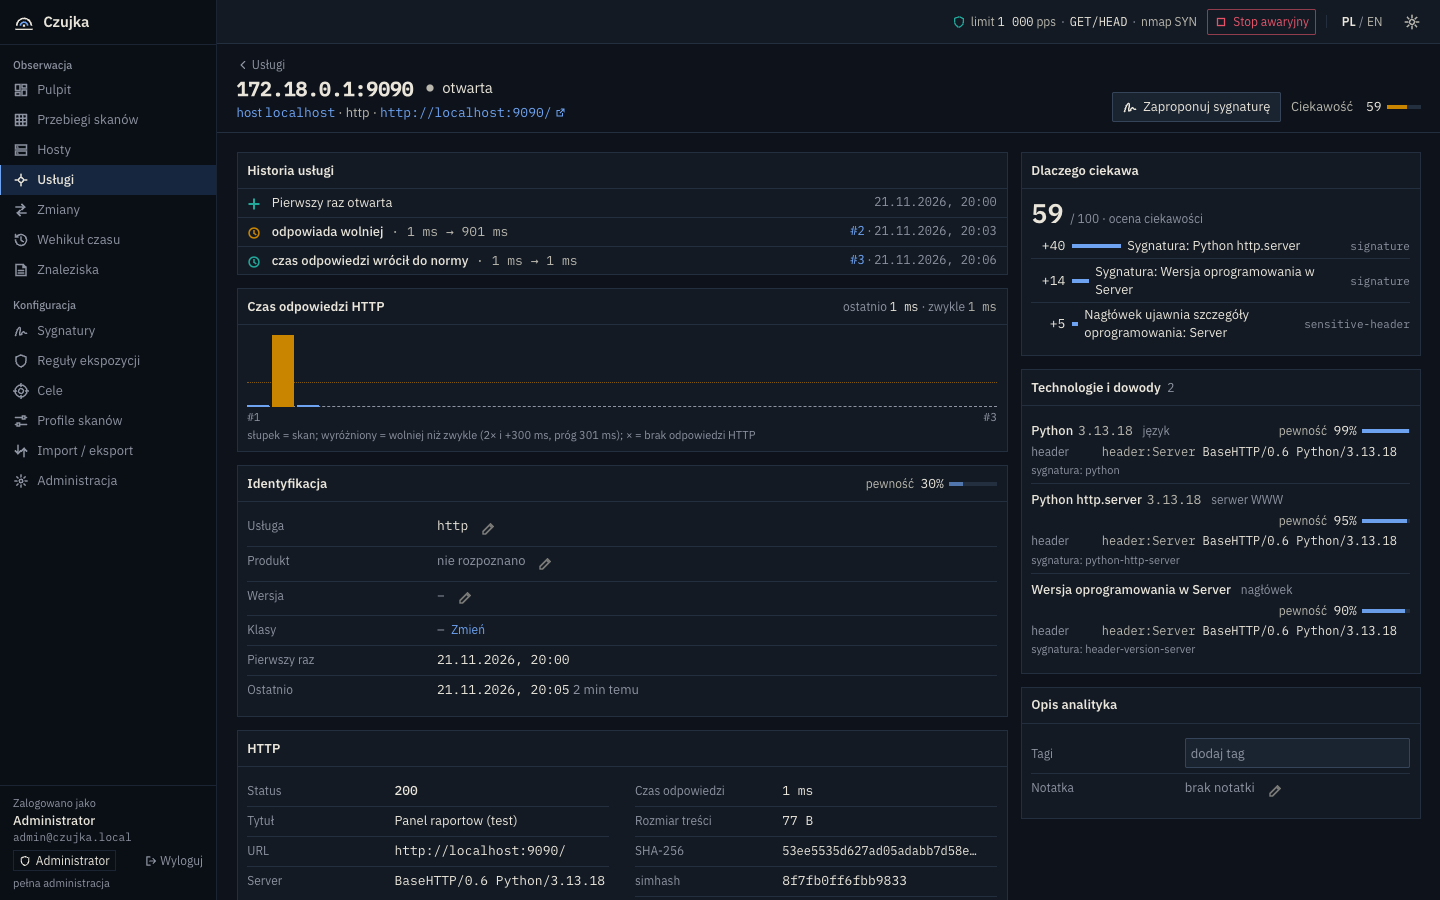 Czujka
limit 1 000 pps · GET/HEAD · nmap SYN
Stop awaryjny
PL / EN
Obserwacja
Pulpit
Przebiegi skanów
Hosty
Usługi
Zmiany
Wehikuł czasu
Znaleziska
Konfiguracja
Sygnatury
Reguły ekspozycji
Cele
Profile skanów
Import / eksport
Administracja
Zalogowano jako
Administrator
admin@czujka.local
Administrator
Wyloguj
pełna administracja
Usługi
172.18.0.1:9090 otwarta
host localhost · http · http://localhost:9090/
Zaproponuj sygnaturę
Ciekawość 59
Historia usługi
Pierwszy raz otwarta 21.11.2026, 20:00
odpowiada wolniej · 1 ms → 901 ms #2 · 21.11.2026, 20:03
czas odpowiedzi wrócił do normy · 1 ms → 1 ms #3 · 21.11.2026, 20:06
Czas odpowiedzi HTTP ostatnio 1 ms · zwykle 1 ms
#1 #3
słupek = skan; wyróżniony = wolniej niż zwykle (2× i +300 ms, próg 301 ms); × = brak odpowiedzi HTTP
Identyfikacja pewność 30%
Usługa http
Produkt nie rozpoznano
Wersja –
Klasy – Zmień
Pierwszy raz 21.11.2026, 20:00
Ostatnio 21.11.2026, 20:05 2 min temu
HTTP
Status 200
Tytuł Panel raportow (test)
URL http://localhost:9090/
Server BaseHTTP/0.6 Python/3.13.18
Czas odpowiedzi 1 ms
Rozmiar treści 77 B
SHA-256 53ee5535d627ad05adabb7d58e…
simhash 8f7fb0ff6fbb9833
Dlaczego ciekawa
59 / 100 · ocena ciekawości
+40 Sygnatura: Python http.server signature
+14 Sygnatura: Wersja oprogramowania w
Server signature
+5 Nagłówek ujawnia szczegóły
oprogramowania: Server sensitive-header
Technologie i dowody 2
Python 3.13.18 język pewność 99%
header header:Server BaseHTTP/0.6 Python/3.13.18
sygnatura: python
Python http.server 3.13.18 serwer WWW
pewność 95%
header header:Server BaseHTTP/0.6 Python/3.13.18
sygnatura: python-http-server
Wersja oprogramowania w Server nagłówek
pewność 90%
header header:Server BaseHTTP/0.6 Python/3.13.18
sygnatura: header-version-server
Opis analityka
Tagi dodaj tag
Notatka brak notatki